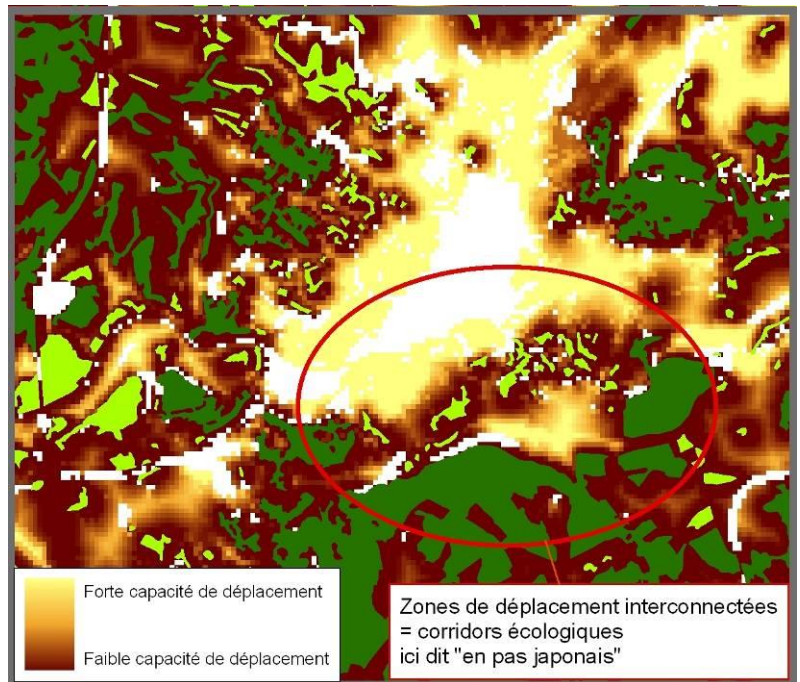 Forte capacité de déplacement
Faible capacité de déplacement
Zones de déplacement interconnectées
= corridors écologiques
ici dit "en pas japonais"